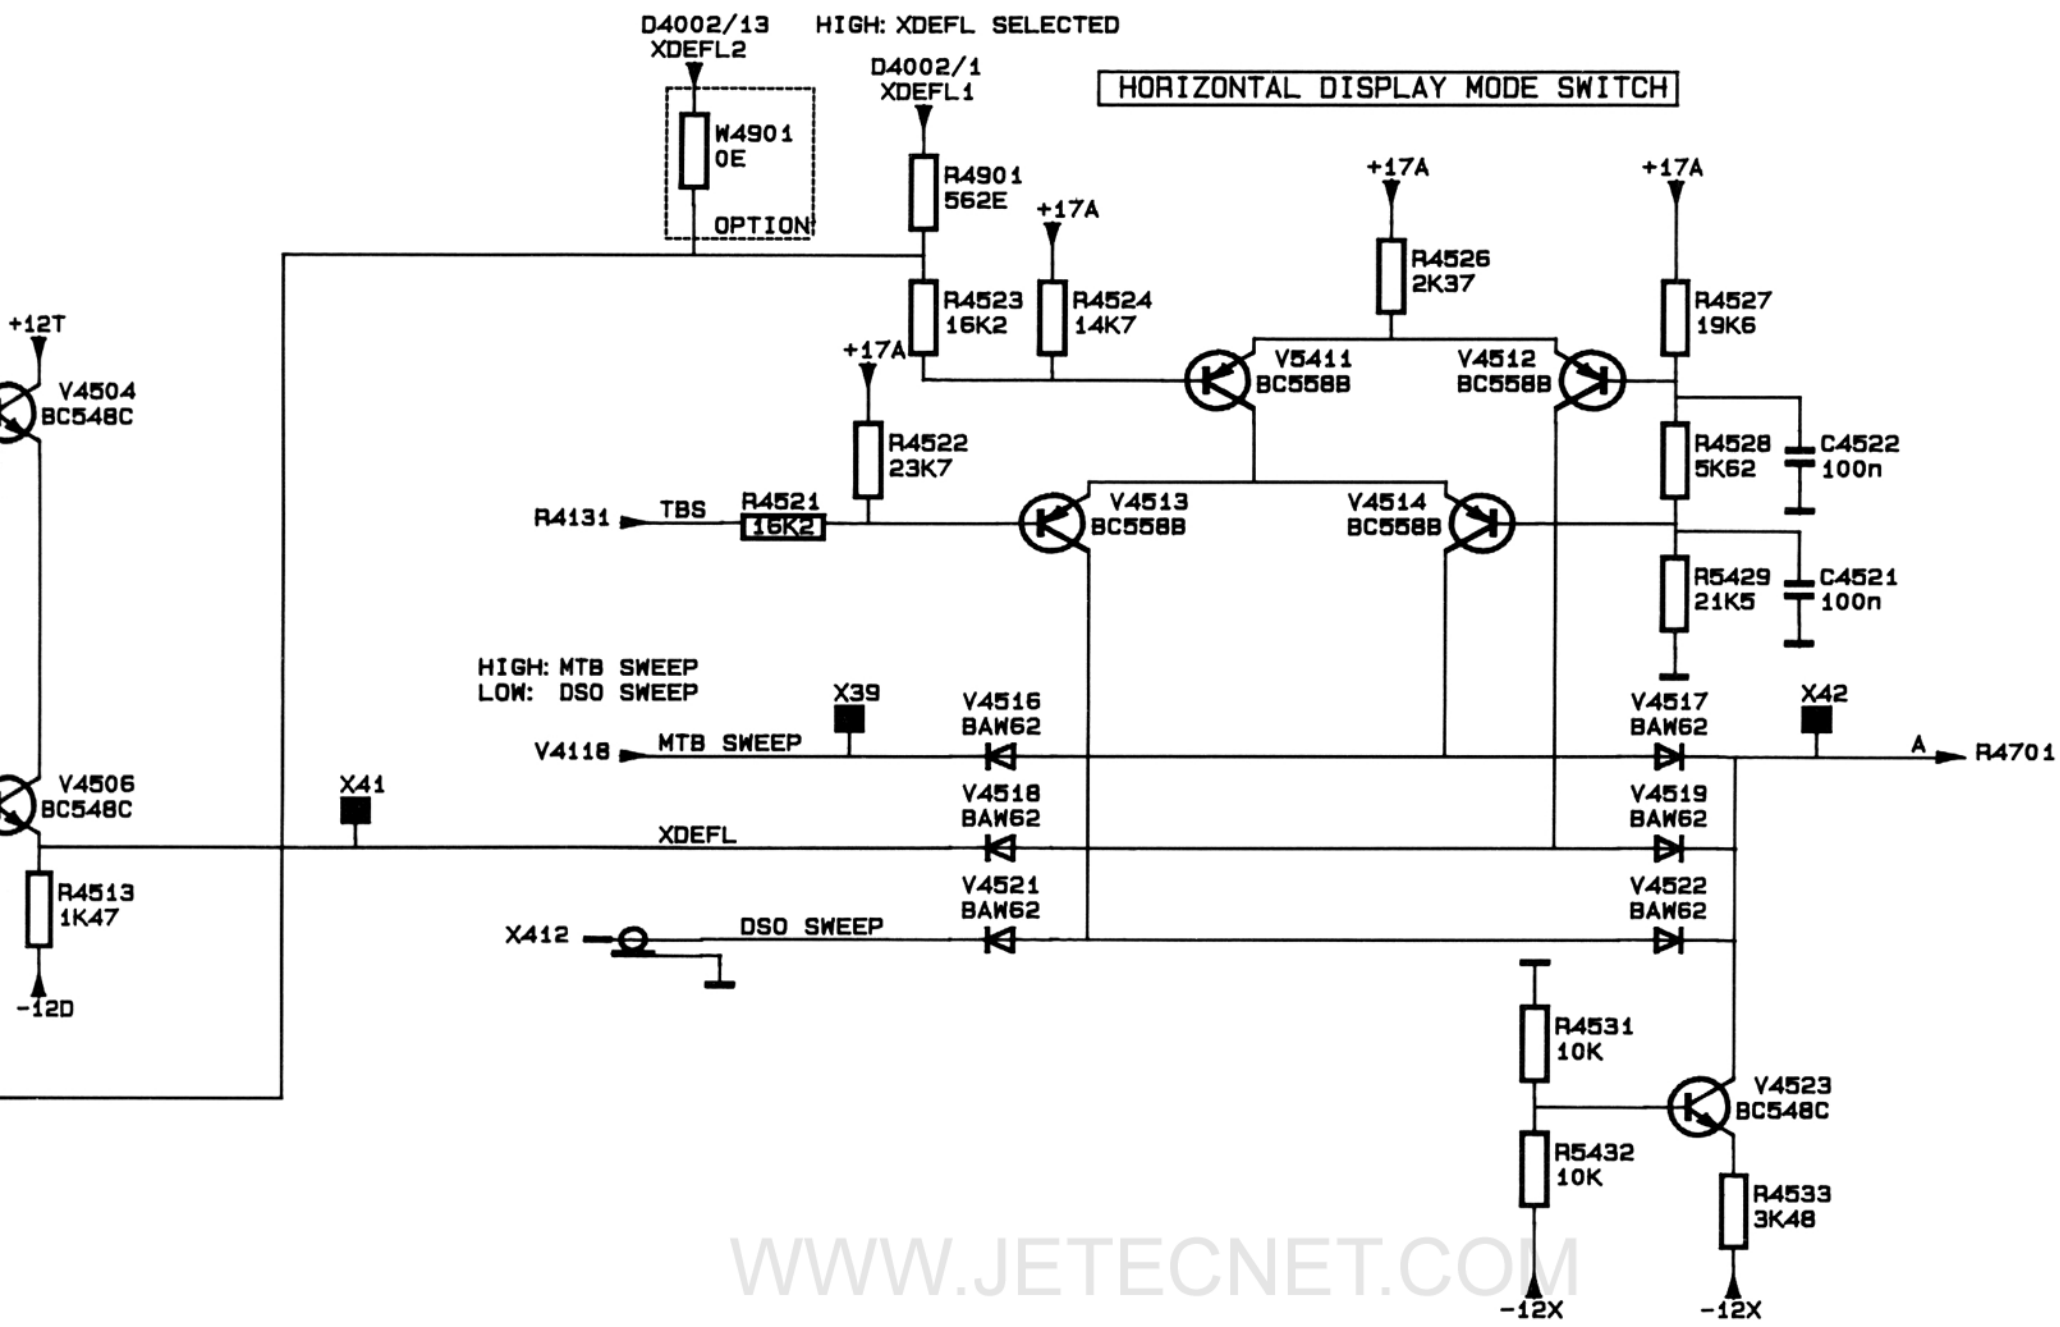 D4002/13
XDEFL2
HIGH: XDEFL SELECTED
D4002/1
XDEFL1
HORIZONTAL DISPLAY MODE SWITCH
W4901
0E
OPTION
R4901
562E
+17A
+17A
+17A
R4526
2K37
R4523
16K2
R4524
14K7
R4527
19K6
+12T
+17A
V5411
BC558B
V4512
BC558B
V4504
BC548C
R4522
23K7
R4528
5K62
C4522
100n
R4131
TBS
R4521
16K2
V4513
BC558B
V4514
BC558B
R5429
21K5
C4521
100n
HIGH: MTB SWEEP
LOW: DSO SWEEP
X39
V4516
BAW62
V4517
BAW62
X42
V4118
MTB SWEEP
A
R4701
V4506
BC548C
X41
V4518
BAW62
V4519
BAW62
XDEFL
R4513
1K47
V4521
BAW62
V4522
BAW62
X412
DSO SWEEP
-12D
R4531
10K
V4523
BC548C
R5432
10K
R4533
3K48
WWW.JETECNET.COM
-12X
-12X